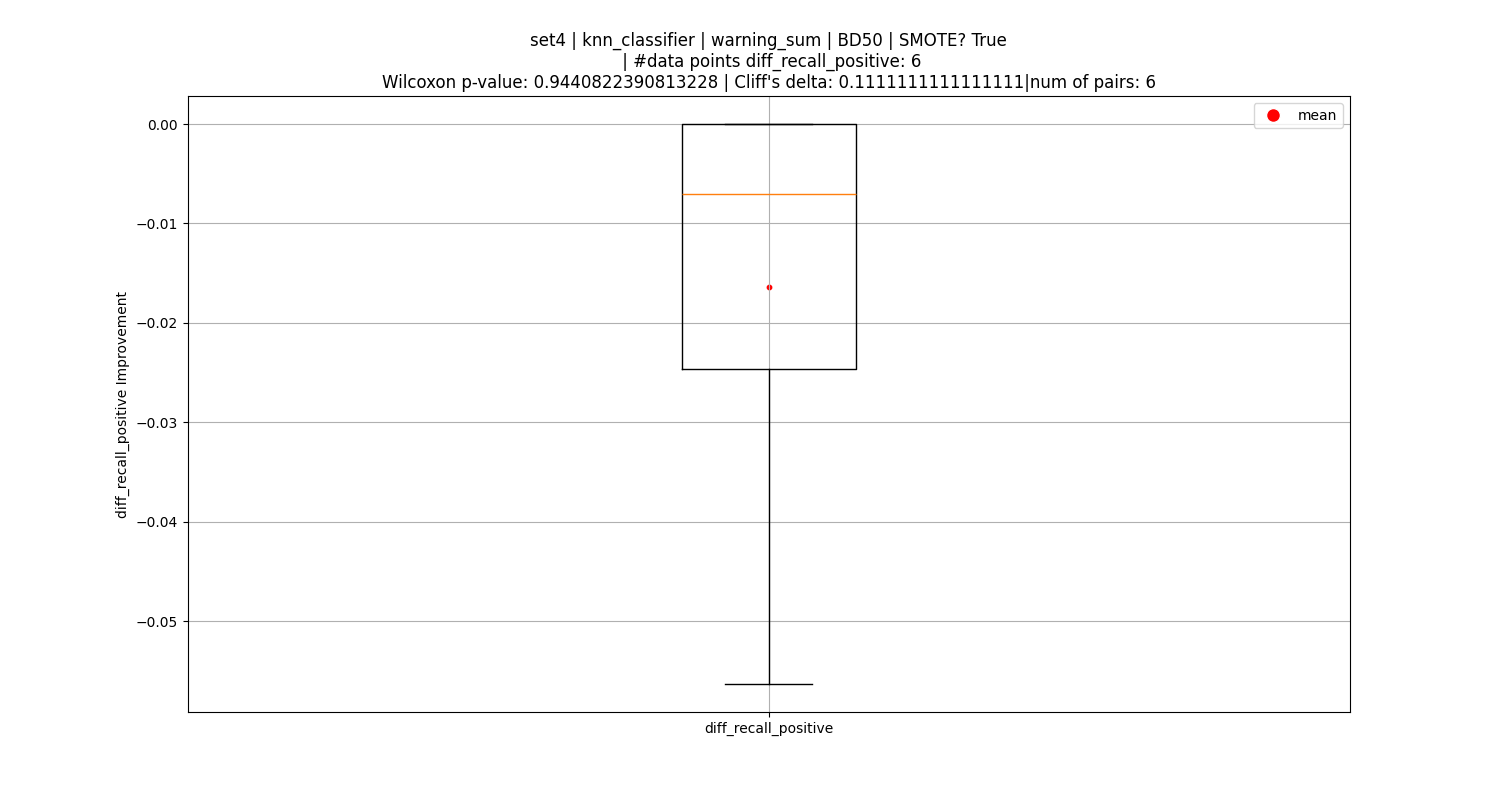 set4 | knn_classifier | warning_sum | BD50 | SMOTE? True
| #data points diff_recall_positive: 6
Wilcoxon p-value: 0.9440822390813228 | Cliff's delta: 0.1111111111111111|num of pairs: 6
mean
0.00
−0.01
−0.02
−0.03
−0.04
−0.05
diff_recall_positive Improvement
diff_recall_positive